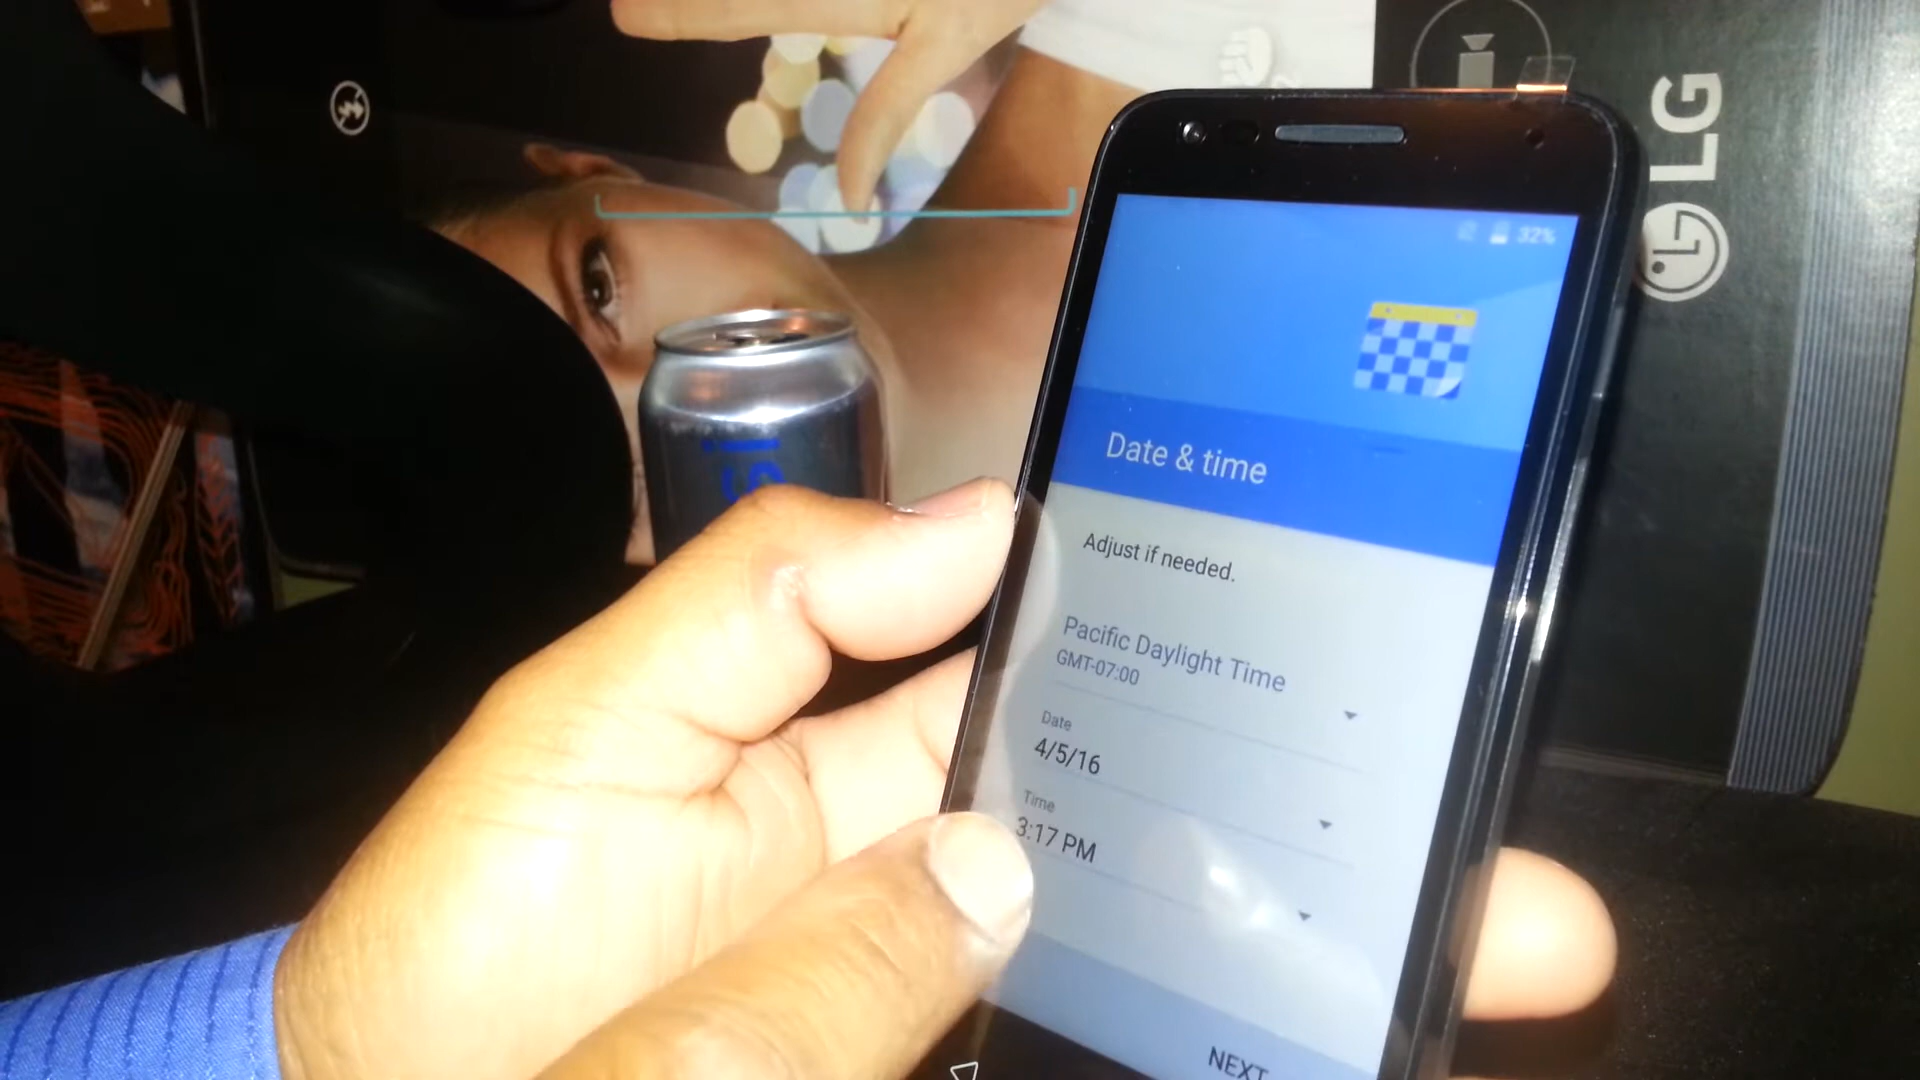 LG
32%
Date & time
Adjust if needed.
Pacific Daylight Time
GMT-07:00
Date
4/5/16
Time
3:17 PM
NEXT
si